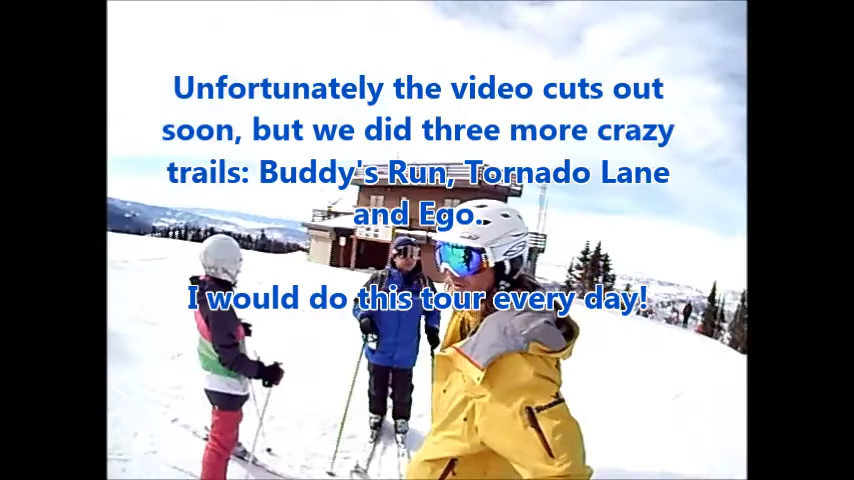 Unfortunately the video cuts out
soon, but we did three more crazy
trails: Buddy's Run, Tornado Lane
and Ego..
I would do this tour every day!